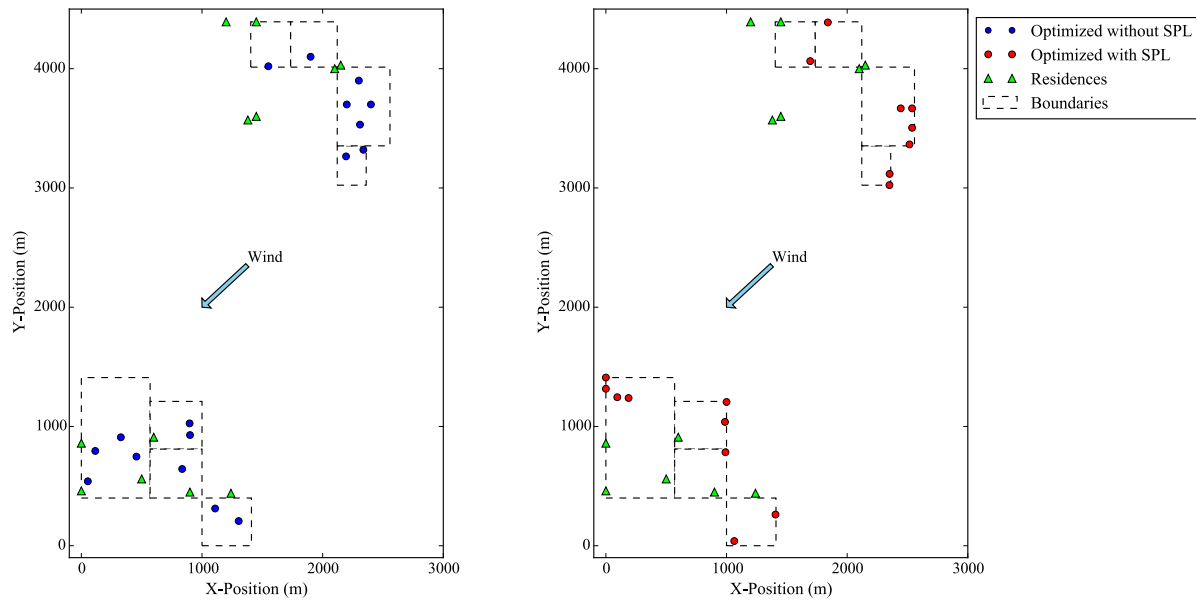 4000
3000
2000
1000
0
Y-Position (m)
Wind
0
1000
2000
3000
X-Position (m)
4000
3000
2000
1000
0
Y-Position (m)
Wind
0
1000
2000
3000
X-Position (m)
Optimized without SPL
Optimized with SPL
Residences
Boundaries